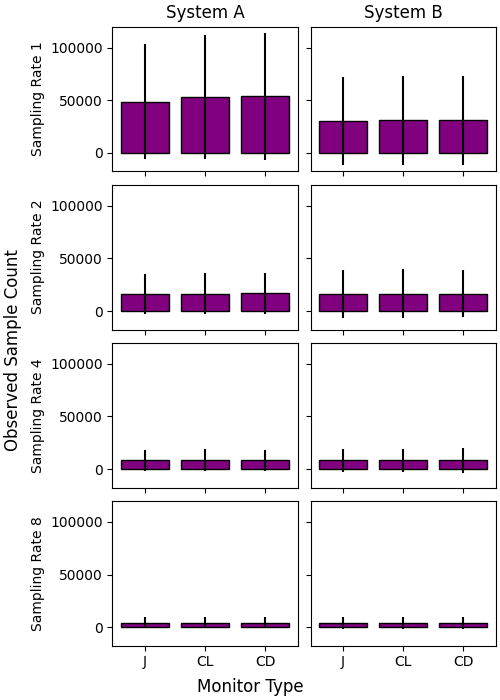 System A
System B
Observed Sample Count
Sampling Rate 1
100000
50000
0
Sampling Rate 2
100000
50000
0
Sampling Rate 4
100000
50000
0
Sampling Rate 8
100000
50000
0
J CL CD
J CL CD
Monitor Type